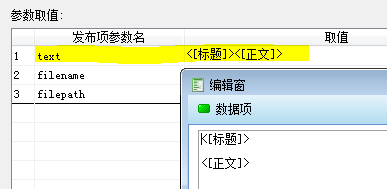 参数取值:
发布项参数名 取值
1 text <[标题]><[正文]>
2 filename
3 filepath
编辑窗
数据项
<[标题]>
<[正文]>